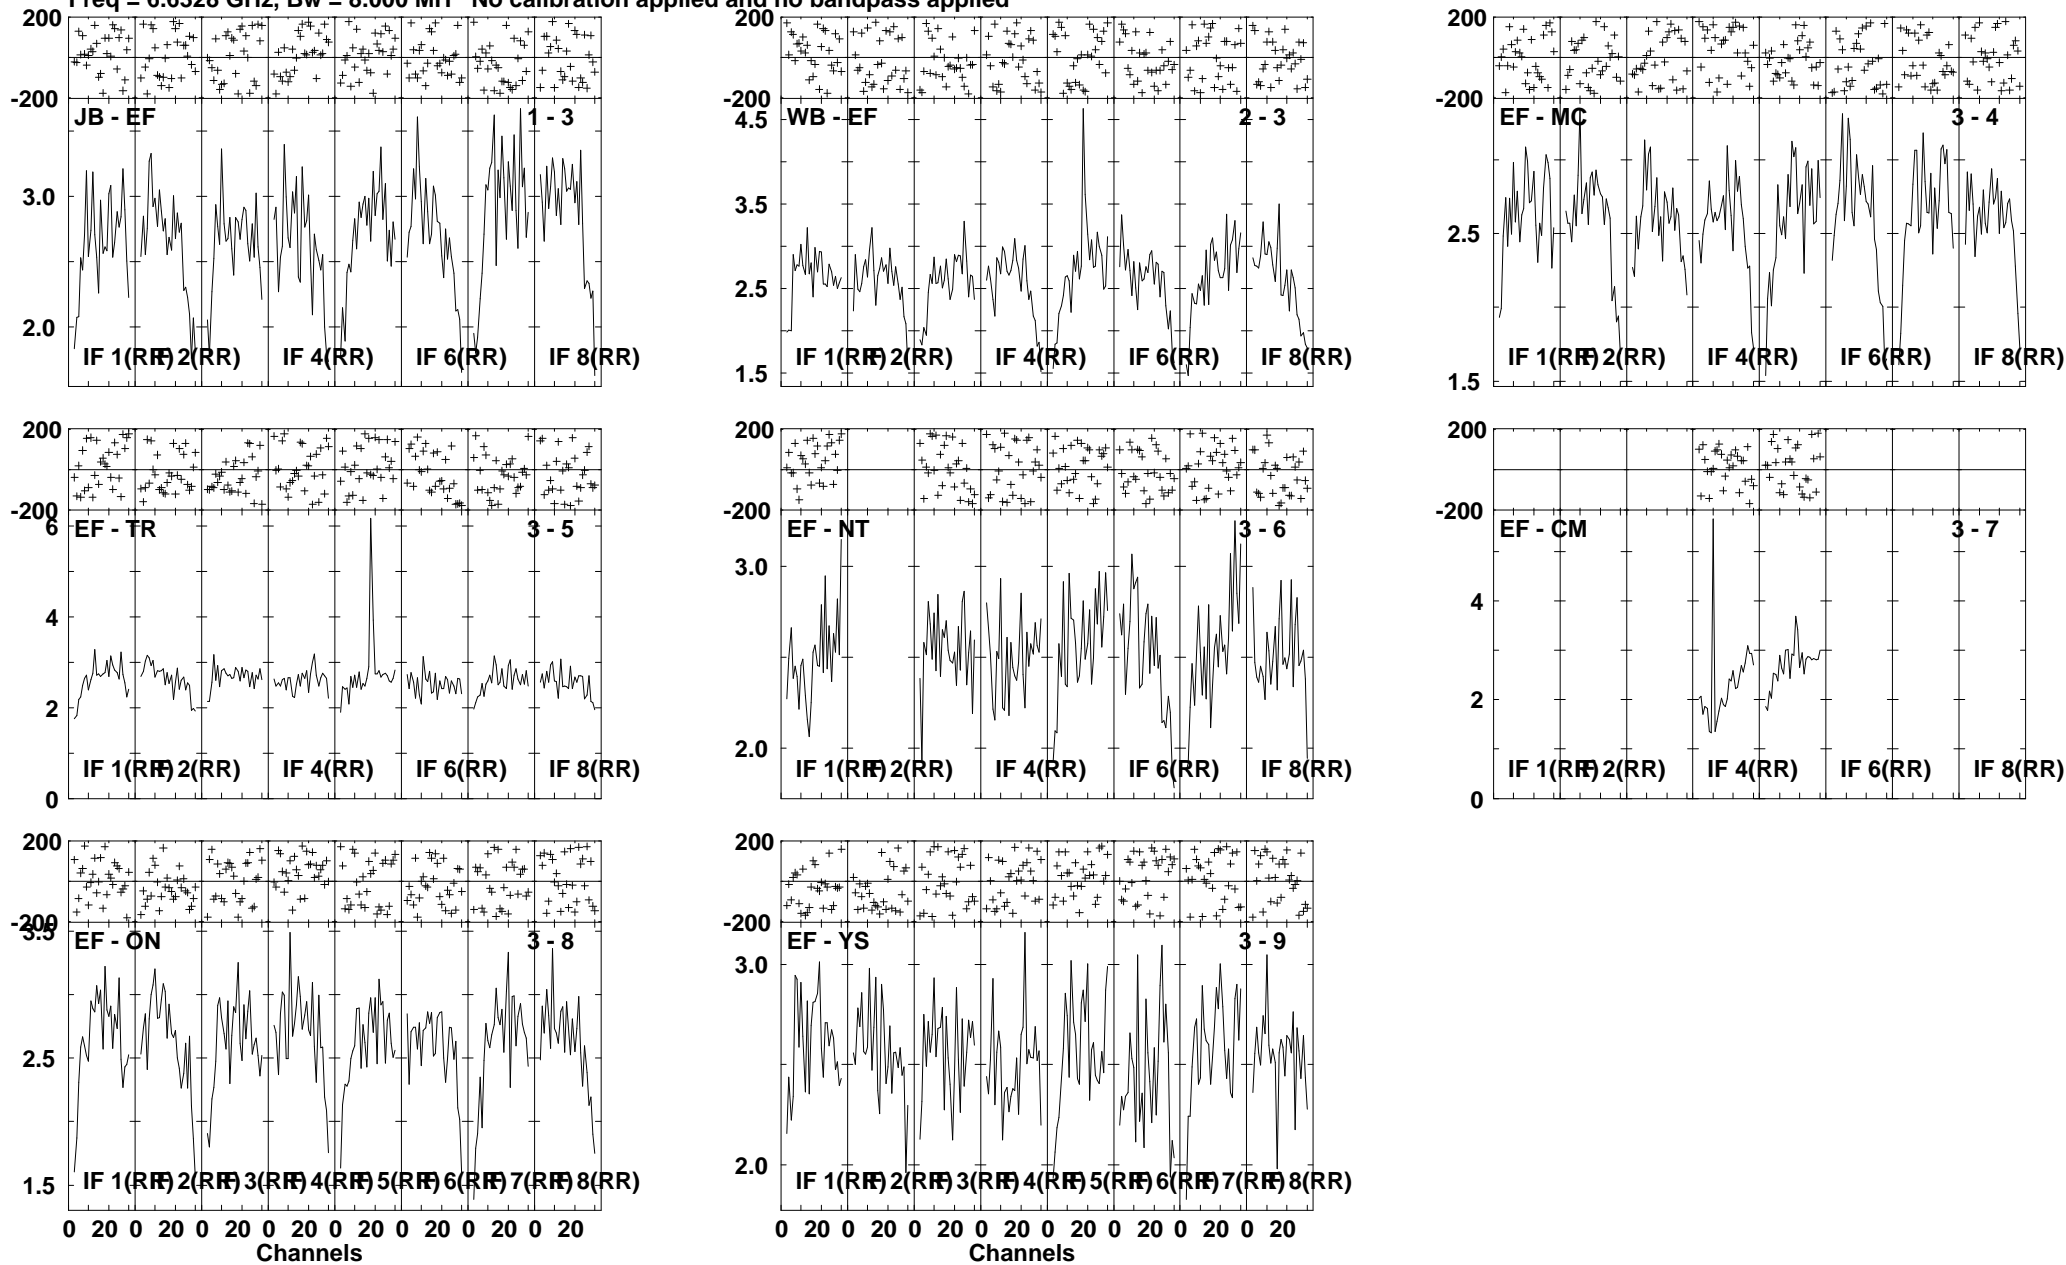 Freq = 6.6328 GHz, Bw = 8.000 MH No calibration applied and no bandpass applied
200
-200
JB - EF
1 - 3
3.0
2.0
IF 1(RR)
IF 2(RR)
IF 4(RR)
IF 6(RR)
IF 8(RR)
200
-200
WB - EF
2 - 3
4.5
3.5
2.5
1.5
IF 1(RR)
IF 2(RR)
IF 4(RR)
IF 6(RR)
IF 8(RR)
200
-200
EF - MC
3 - 4
2.5
1.5
IF 1(RR)
IF 2(RR)
IF 4(RR)
IF 6(RR)
IF 8(RR)
200
-200
EF - TR
3 - 5
6
4
2
0
IF 1(RR)
IF 2(RR)
IF 4(RR)
IF 6(RR)
IF 8(RR)
200
-200
EF - NT
3 - 6
3.0
2.0
IF 1(RR)
IF 2(RR)
IF 4(RR)
IF 6(RR)
IF 8(RR)
200
-200
EF - CM
3 - 7
4
2
0
IF 1(RR)
IF 2(RR)
IF 4(RR)
IF 6(RR)
IF 8(RR)
200
-200
EF - ON
3 - 8
3.5
2.5
1.5
IF 1(RR)
IF 2(RR)
IF 3(RR)
IF 4(RR)
IF 5(RR)
IF 6(RR)
IF 7(RR)
IF 8(RR)
0 20 0 20 0 20 0 20 0 20 0 20 0 20 0 20
Channels
200
-200
EF - YS
3 - 9
3.0
2.0
IF 1(RR)
IF 2(RR)
IF 3(RR)
IF 4(RR)
IF 5(RR)
IF 6(RR)
IF 7(RR)
IF 8(RR)
0 20 0 20 0 20 0 20 0 20 0 20 0 20 0 20
Channels